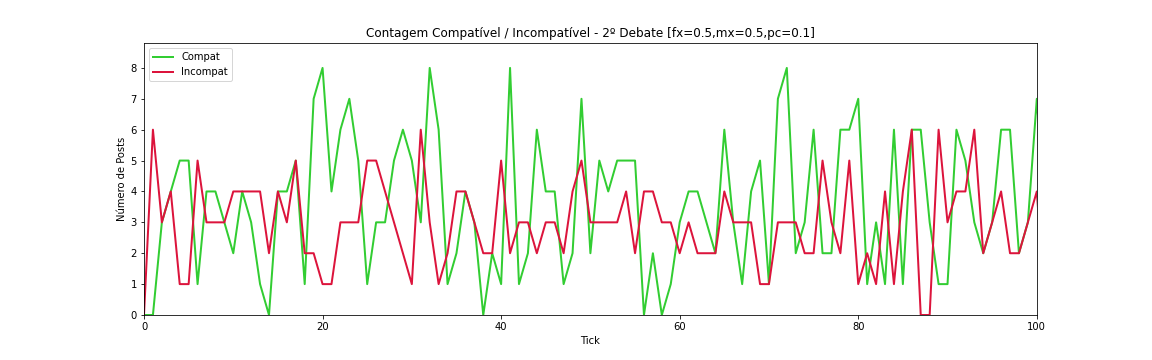 Contagem Compatível / Incompatível - 2º Debate [fx=0.5,mx=0.5,pc=0.1]
Compat
Incompat
8
7
6
5
4
3
2
1
0
Número de Posts
0 20 40 60 80 100
Tick